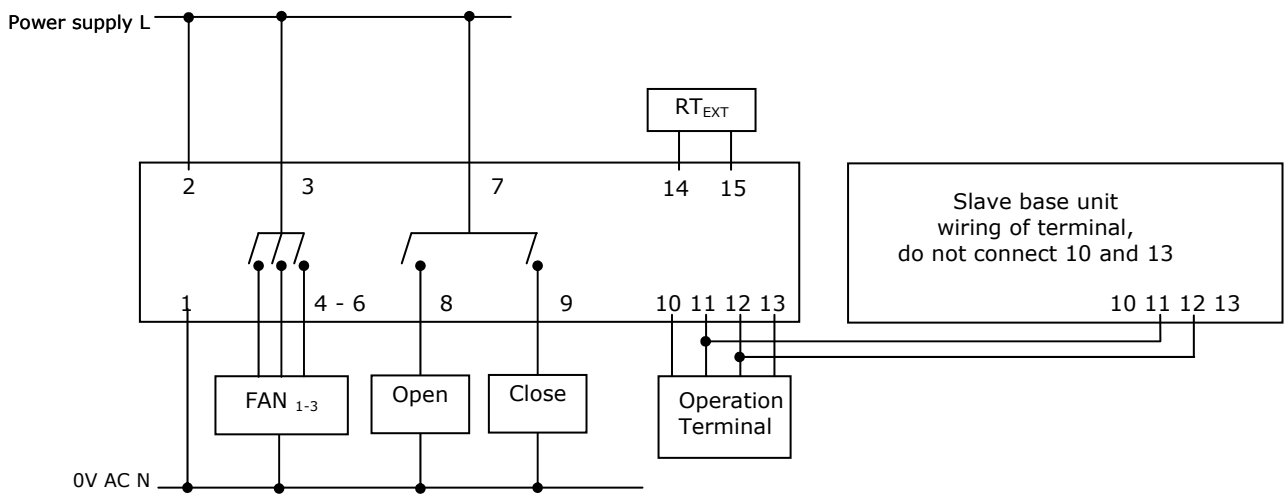 Power supply L
RT EXT
2 3 7 14 15
Slave base unit
wiring of terminal,
do not connect 10 and 13
1 4 - 6 8 9 10 11 12 13
10 11 12 13
FAN 1-3
Open
Close
Operation
Terminal
0V AC N